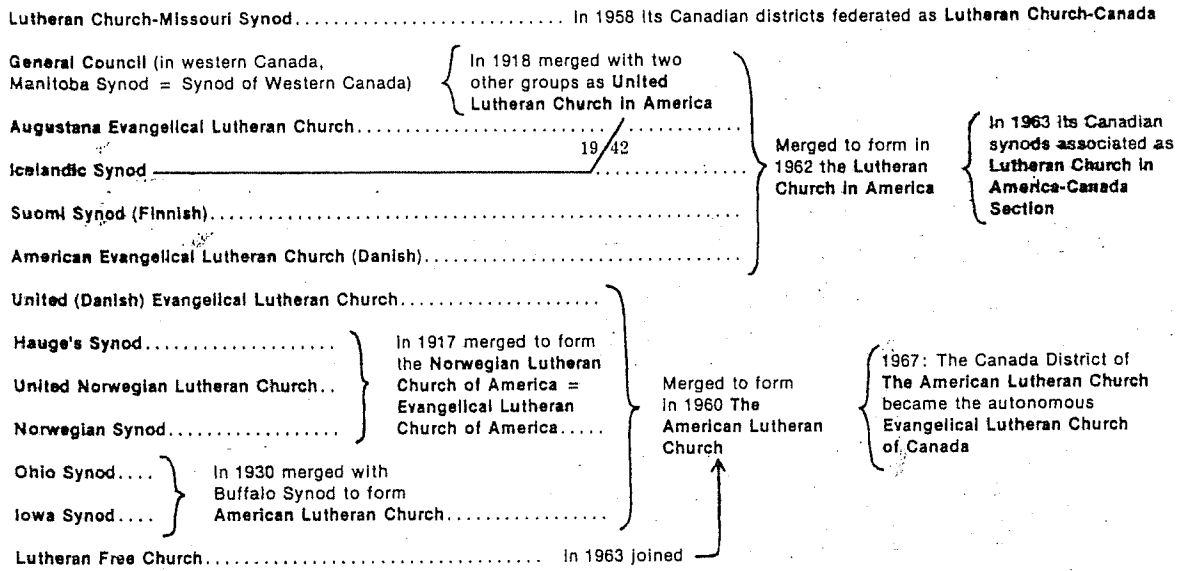 Lutheran Church-Missouri Synod............................ In 1958 its Canadian districts federated as Lutheran Church-Canada
General Council (in western Canada,
Manitoba Synod = Synod of Western Canada)
In 1918 merged with two
other groups as United
Lutheran Church in America
Augustana Evangelical Lutheran Church........................................
19 42
Icelandic Synod ................
Suomi Synod (Finnish)........................................................
American Evangelical Lutheran Church (Danish)................................
Merged to form in
1962 the Lutheran
Church in America
In 1963 its Canadian
synods associated as
Lutheran Church in
America-Canada
Section
United (Danish) Evangelical Lutheran Church.....................
Hauge's Synod....................
United Norwegian Lutheran Church..
Norwegian Synod..................
In 1917 merged to form
the Norwegian Lutheran
Church of America =
Evangelical Lutheran
Church of America.....
Ohio Synod....
Iowa Synod....
In 1930 merged with
Buffalo Synod to form
American Lutheran Church.................
Merged to form
in 1960 The
American Lutheran
Church
1967: The Canada District of
The American Lutheran Church
became the autonomous
Evangelical Lutheran Church
of Canada
Lutheran Free Church................................... In 1963 joined